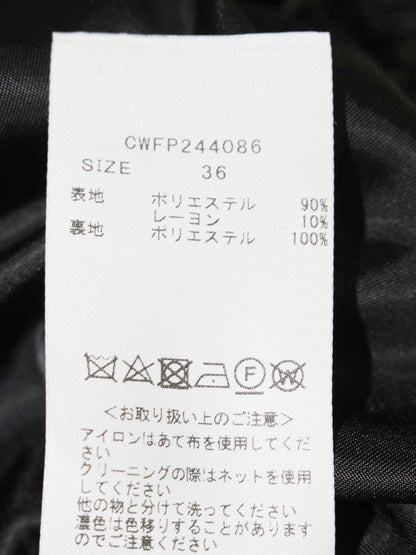 CWFP244086
SIZE 36
表地 ポリエステル 90%
レーヨン 10%
裏地 ポリエステル 100%
F W
<お取り扱い上のご注意>
アイロンはあて布を使用してくだ
さい
クリーニングの際はネットを使用
してください
他の物と分けて洗ってください
濃色は色移りすることがあります
のでご注意ください